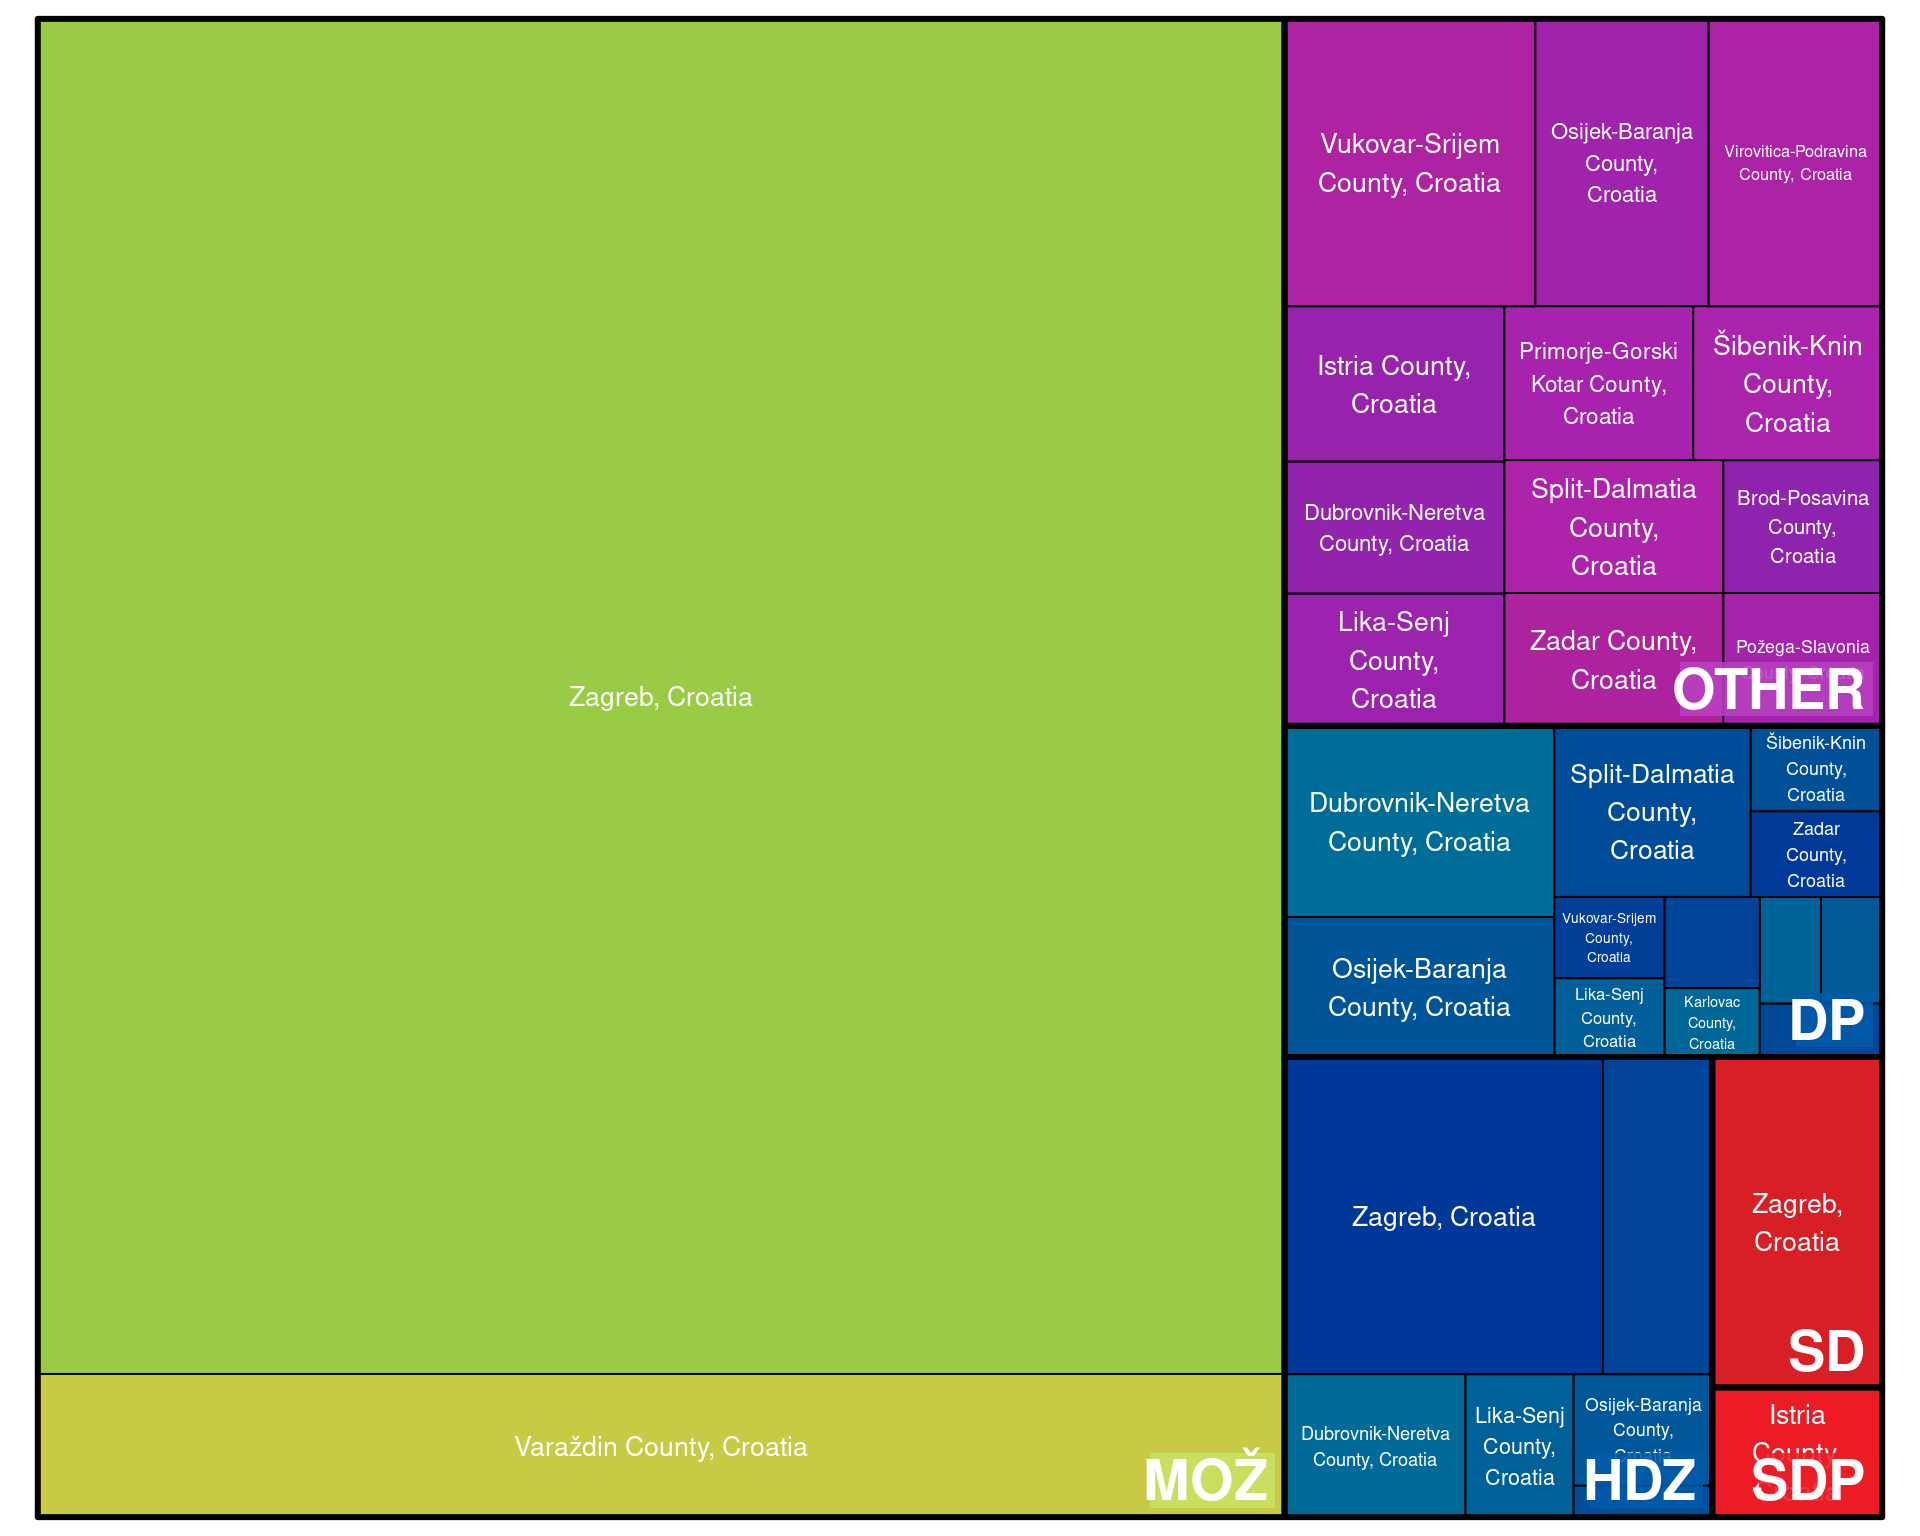 Zagreb, Croatia
Varaždin County, Croatia
MOŽ
Vukovar-Srijem
County, Croatia
Osijek-Baranja
County,
Croatia
Virovitica-Podravina
County, Croatia
Istria County,
Croatia
Primorje-Gorski
Kotar County,
Croatia
Šibenik-Knin
County,
Croatia
Dubrovnik-Neretva
County, Croatia
Split-Dalmatia
County,
Croatia
Brod-Posavina
County,
Croatia
Lika-Senj
County,
Croatia
Zadar County,
Croatia
Požega-Slavonia
OTHER
Dubrovnik-Neretva
County, Croatia
Split-Dalmatia
County,
Croatia
Šibenik-Knin
County,
Croatia
Zadar
County,
Croatia
Osijek-Baranja
County, Croatia
Vukovar-Srijem
County,
Croatia
Lika-Senj
County,
Croatia
Karlovac
County,
Croatia
DP
Zagreb, Croatia
Dubrovnik-Neretva
County, Croatia
Lika-Senj
County,
Croatia
Osijek-Baranja
County,
Croatia
HDZ
Zagreb,
Croatia
SD
Istria
County,
SDP